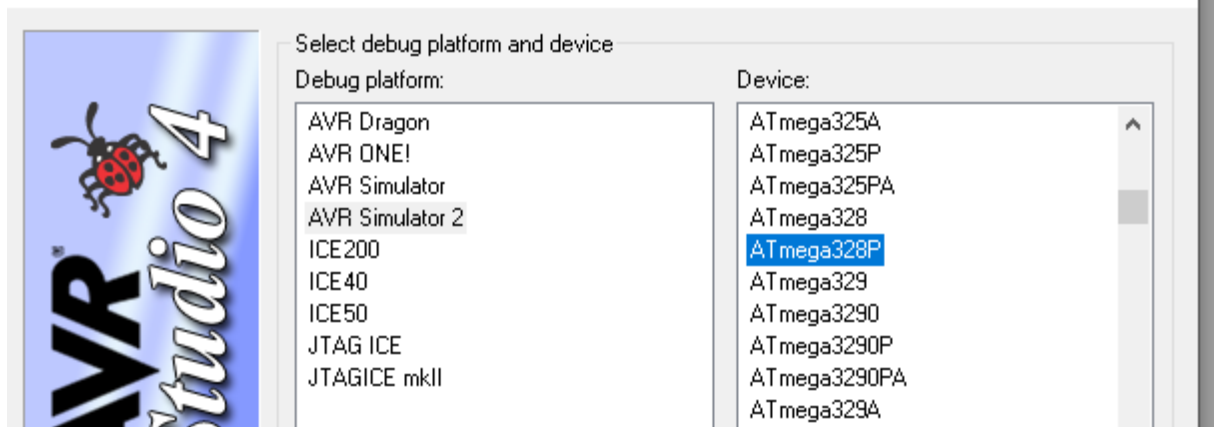 Select debug platform and device
Debug platform:
AVR Dragon
AVR ONE!
AVR Simulator
AVR Simulator 2
ICE200
ICE40
ICE50
JTAG ICE
JTAGICE mkII
Device:
ATmega325A
ATmega325P
ATmega325PA
ATmega328
ATmega328P
ATmega329
ATmega3290
ATmega3290P
ATmega3290PA
ATmega329A
AVR
Studio 4